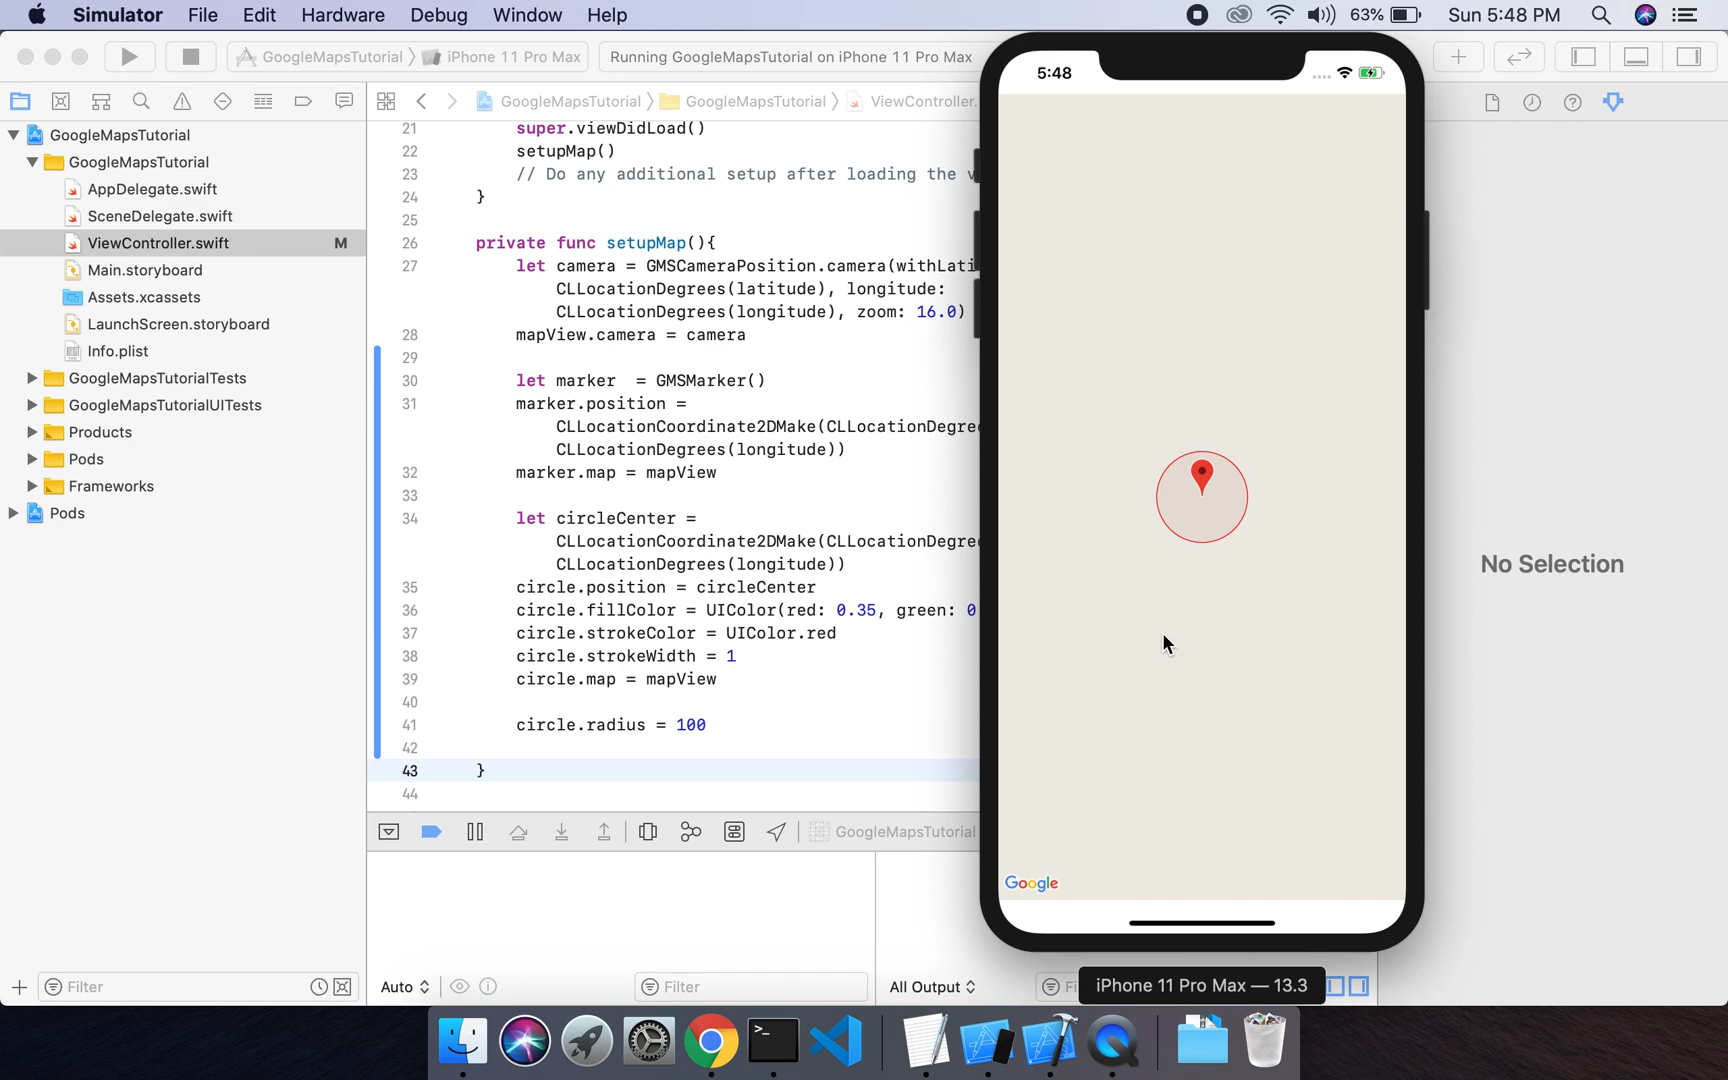 Simulator File Edit Hardware Debug Window Help 63% Sun 5:48 PM
GoogleMapsTutorial iPhone 11 Pro Max Running GoogleMapsTutorial on iPhone 11 Pro Max
GoogleMapsTutorial GoogleMapsTutorial ViewController.
GoogleMapsTutorial
GoogleMapsTutorial
AppDelegate.swift
SceneDelegate.swift
ViewController.swift M
Main.storyboard
Assets.xcassets
LaunchScreen.storyboard
Info.plist
GoogleMapsTutorialTests
GoogleMapsTutorialUITests
Products
Pods
Frameworks
Pods
21 super.viewDidLoad()
22 setupMap()
23 // Do any additional setup after loading the v
24 }
25
26 private func setupMap(){
27 let camera = GMSCameraPosition.camera(withLati
CLLocationDegrees(latitude), longitude:
CLLocationDegrees(longitude), zoom: 16.0)
28 mapView.camera = camera
29
30 let marker = GMSMarker()
31 marker.position =
CLLocationCoordinate2DMake(CLLocationDegree
CLLocationDegrees(longitude))
32 marker.map = mapView
33
34 let circleCenter =
CLLocationCoordinate2DMake(CLLocationDegree
CLLocationDegrees(longitude))
35 circle.position = circleCenter
36 circle.fillColor = UIColor(red: 0.35, green: 0
37 circle.strokeColor = UIColor.red
38 circle.strokeWidth = 1
39 circle.map = mapView
40
41 circle.radius = 100
42
43 }
44
GoogleMapsTutorial
5:48
Google
No Selection
Filter
Auto
Filter
All Output
Fi
iPhone 11 Pro Max — 13.3